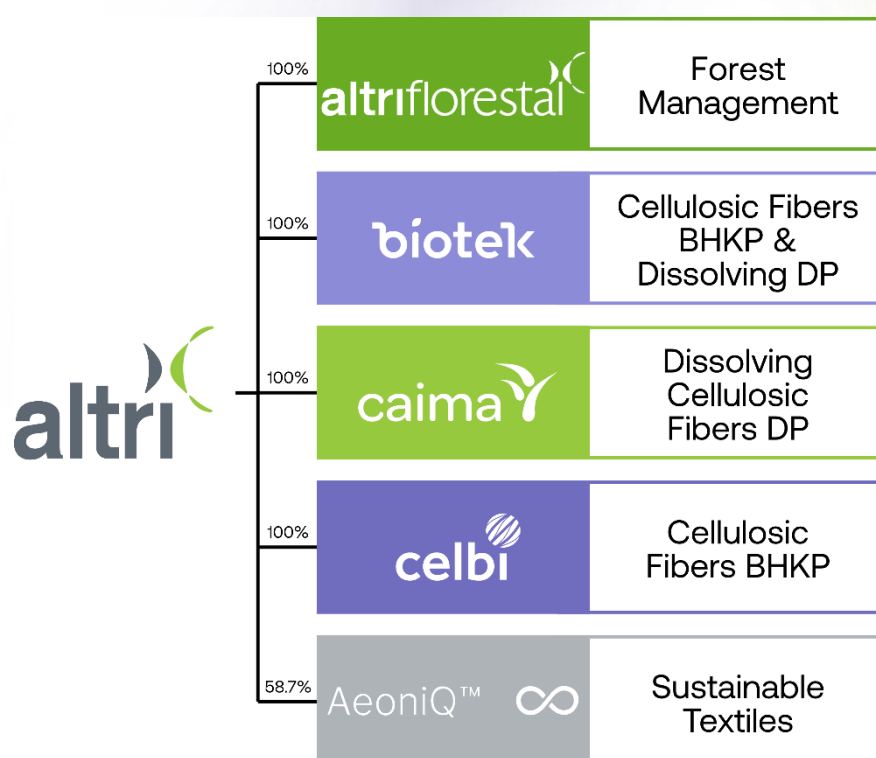 altri
100%
altriflorestal
Forest
Management
100%
biotek
Cellulosic Fibers
BHKP &
Dissolving DP
100%
caima
Dissolving
Cellulosic
Fibers DP
100%
celbi
Cellulosic
Fibers BHKP
58.7%
AeoniQ™
Sustainable
Textiles